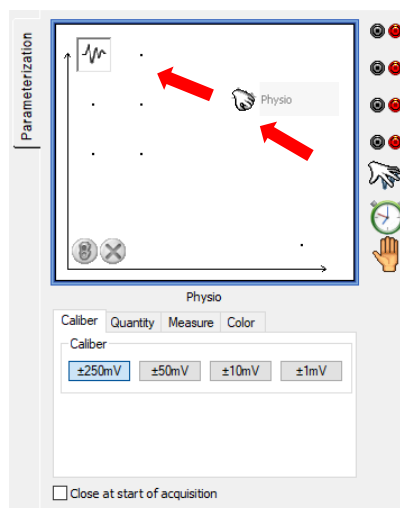 Parameterization
Physio
Physio
Caliber Quantity Measure Color
Caliber
±250mV ±50mV ±10mV ±1mV
Close at start of acquisition